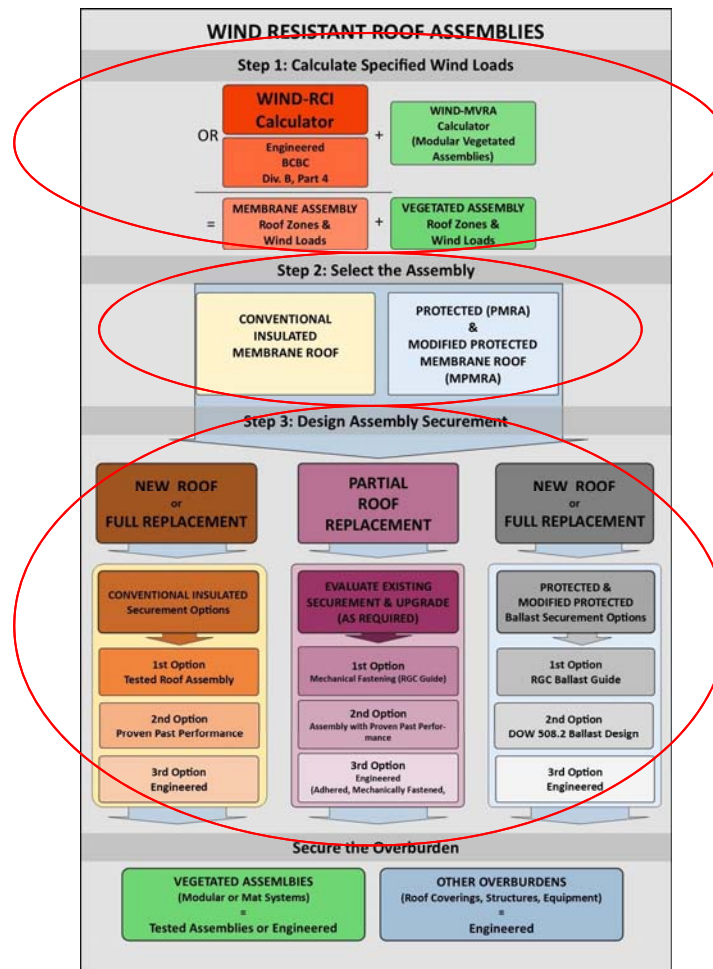 WIND RESISTANT ROOF ASSEMBLIES
Step 1: Calculate Specified Wind Loads
WIND-RCI
Calculator
OR
Engineered
BCBC
Div. B, Part 4
+
WIND-MVRA
Calculator
(Modular Vegetated
Assemblies)
=
MEMBRANE ASSEMBLY
Roof Zones &
Wind Loads
+
VEGETATED ASSEMBLY
Roof Zones &
Wind Loads
Step 2: Select the Assembly
CONVENTIONAL
INSULATED
MEMBRANE ROOF
PROTECTED (PMRA)
&
MODIFIED PROTECTED
MEMBRANE ROOF
(MPMRA)
Step 3: Design Assembly Securement
NEW ROOF
or
FULL REPLACEMENT
PARTIAL
ROOF
REPLACEMENT
NEW ROOF
or
FULL REPLACEMENT
CONVENTIONAL INSULATED
Securement Options
1st Option
Tested Roof Assembly
2nd Option
Proven Past Performance
3rd Option
Engineered
EVALUATE EXISTING
SECUREMENT & UPGRADE
(AS REQUIRED)
1st Option
Mechanical Fastening (RGC Guide)
2nd Option
Assembly with Proven Past Perfor-
mance
3rd Option
Engineered
(Adhered, Mechanically Fastened,
PROTECTED &
MODIFIED PROTECTED
Ballast Securement Options
1st Option
RGC Ballast Guide
2nd Option
DOW 508.2 Ballast Design
3rd Option
Engineered
Secure the Overburden
VEGETATED ASSEMLBIES
(Modular or Mat Systems)
=
Tested Assemblies or Engineered
OTHER OVERBURDENS
(Roof Coverings, Structures, Equipment)
=
Engineered